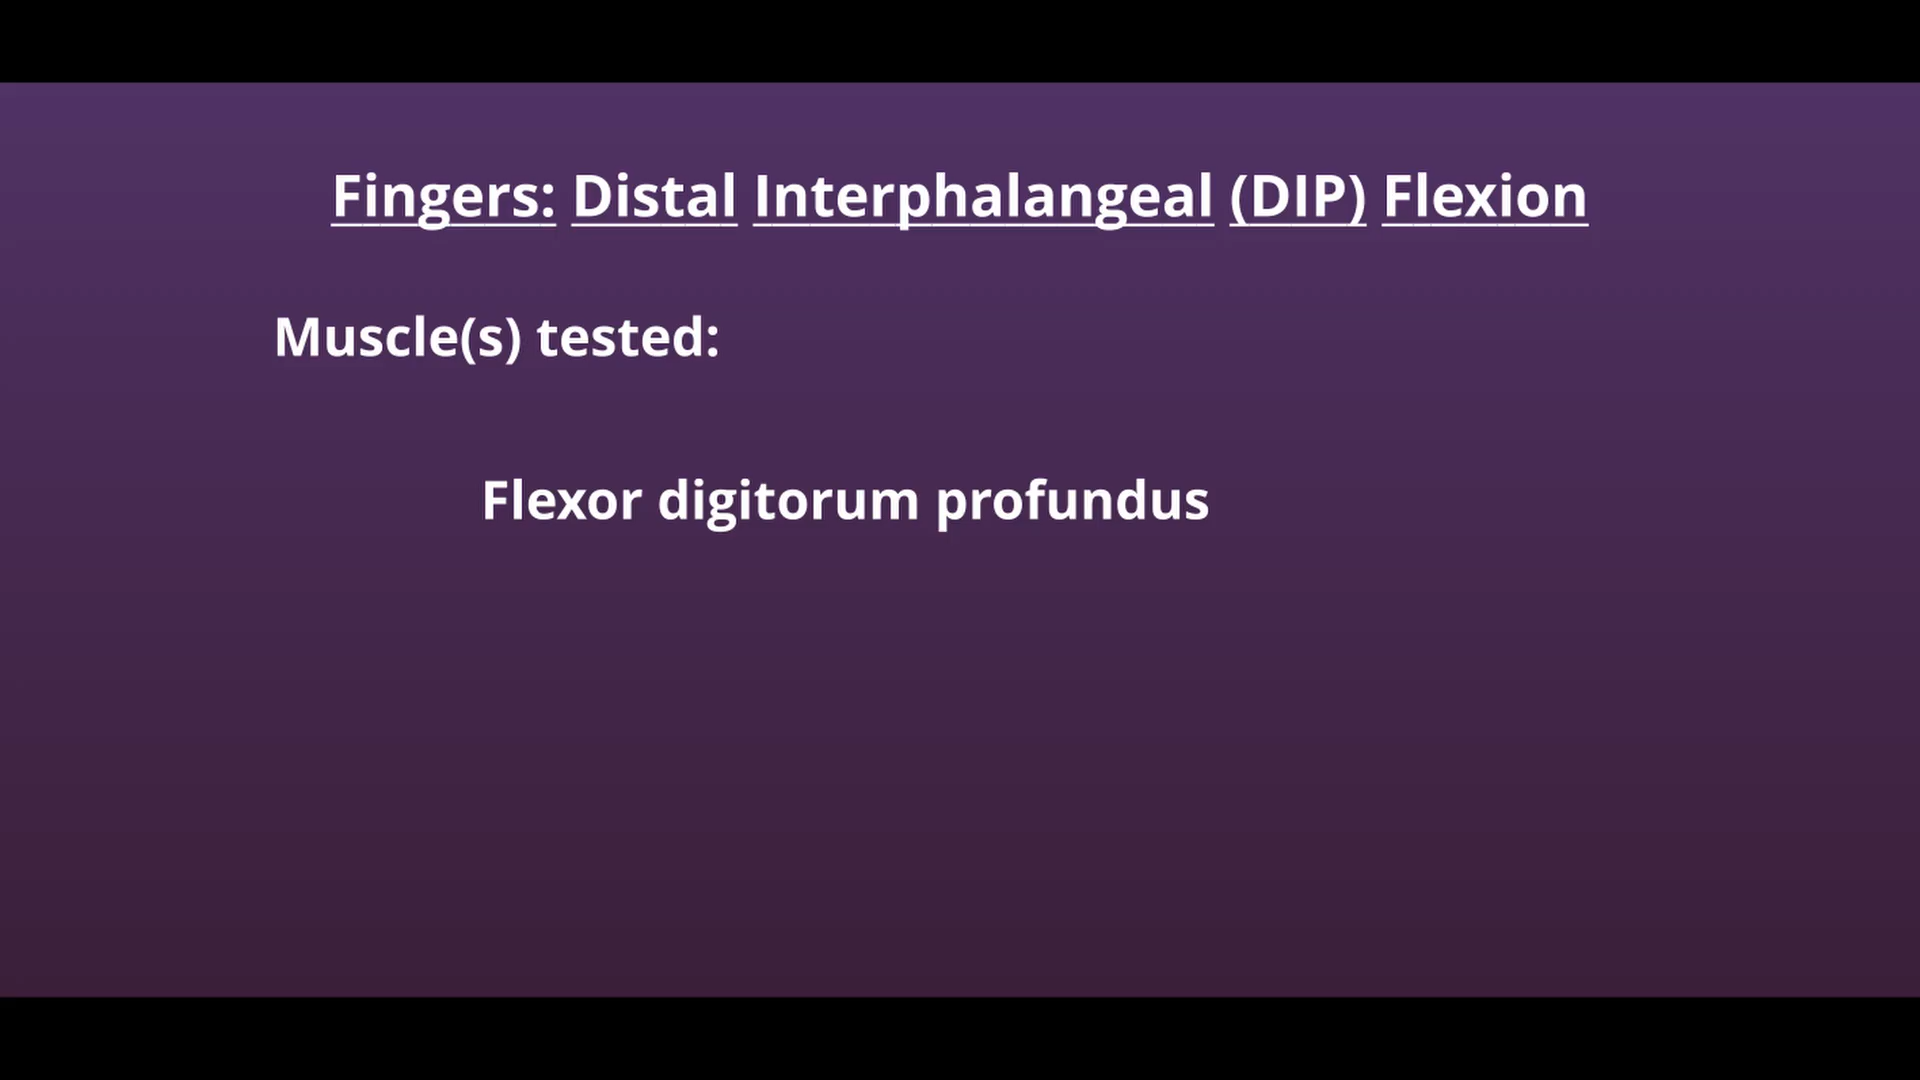 Fingers: Distal Interphalangeal (DIP) Flexion
Muscle(s) tested:
Flexor digitorum profundus